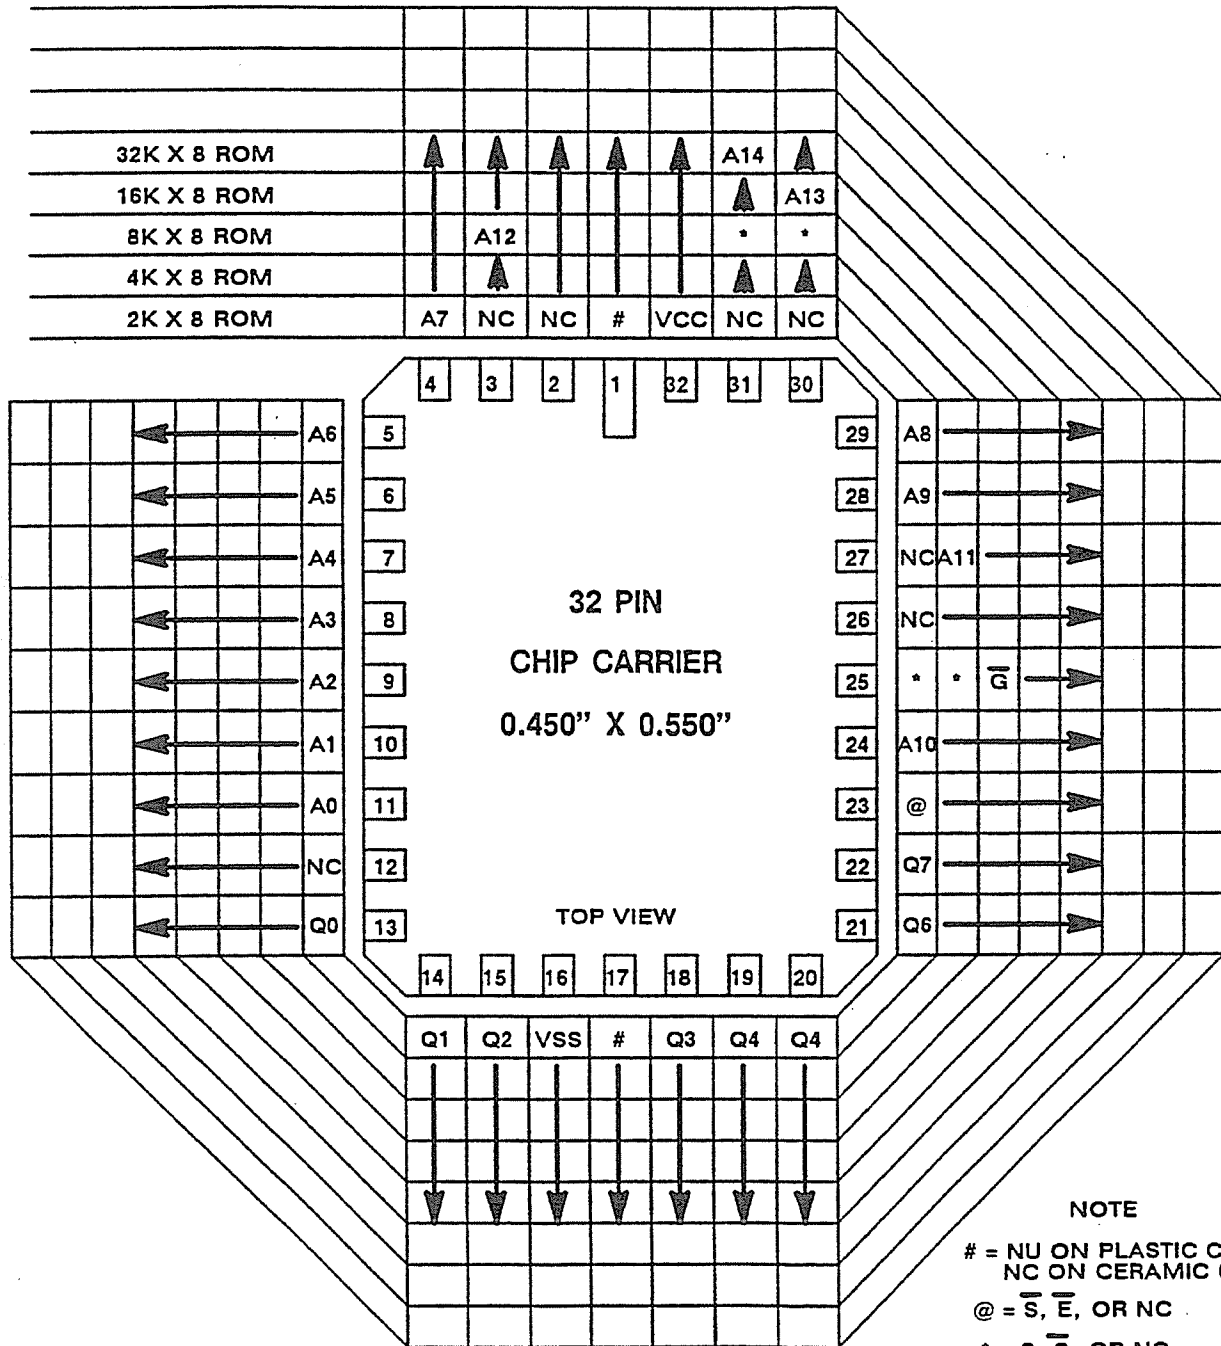 32K X 8 ROM A14
16K X 8 ROM A13
8K X 8 ROM A12 * *
4K X 8 ROM
2K X 8 ROM A7 NC NC # VCC NC NC
4 3 2 1 32 31 30
A6 5 29 A8
A5 6 28 A9
A4 7 27 NC A11
A3 8 26 NC
A2 9 25 * * G̅
A1 10 24 A10
A0 11 23 @
NC 12 22 Q7
Q0 13 21 Q6
32 PIN
CHIP CARRIER
0.450" X 0.550"
TOP VIEW
14 15 16 17 18 19 20
Q1 Q2 VSS # Q3 Q4 Q4
NOTE
# = NU ON PLASTIC C
NC ON CERAMIC
@ = S̅, E̅, OR NC